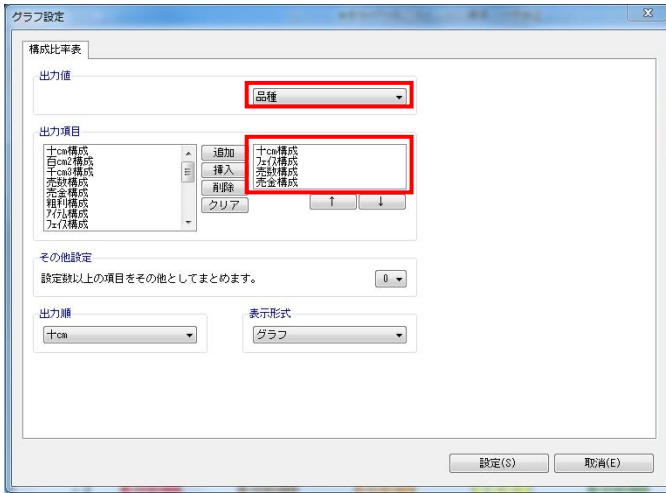 グラフ設定
構成比率表
出力値
品種
出力項目
十cm構成
百cm2構成
千cm3構成
売数構成
売金構成
粗利構成
ｱｲﾃﾑ構成
ﾌｪｲｽ構成
追加
挿入
削除
クリア
十cm構成
ﾌｪｲｽ構成
売数構成
売金構成
↑
↓
その他設定
設定数以上の項目をその他としてまとめます。
0
出力順
十cm
表示形式
グラフ
設定(S)
取消(E)